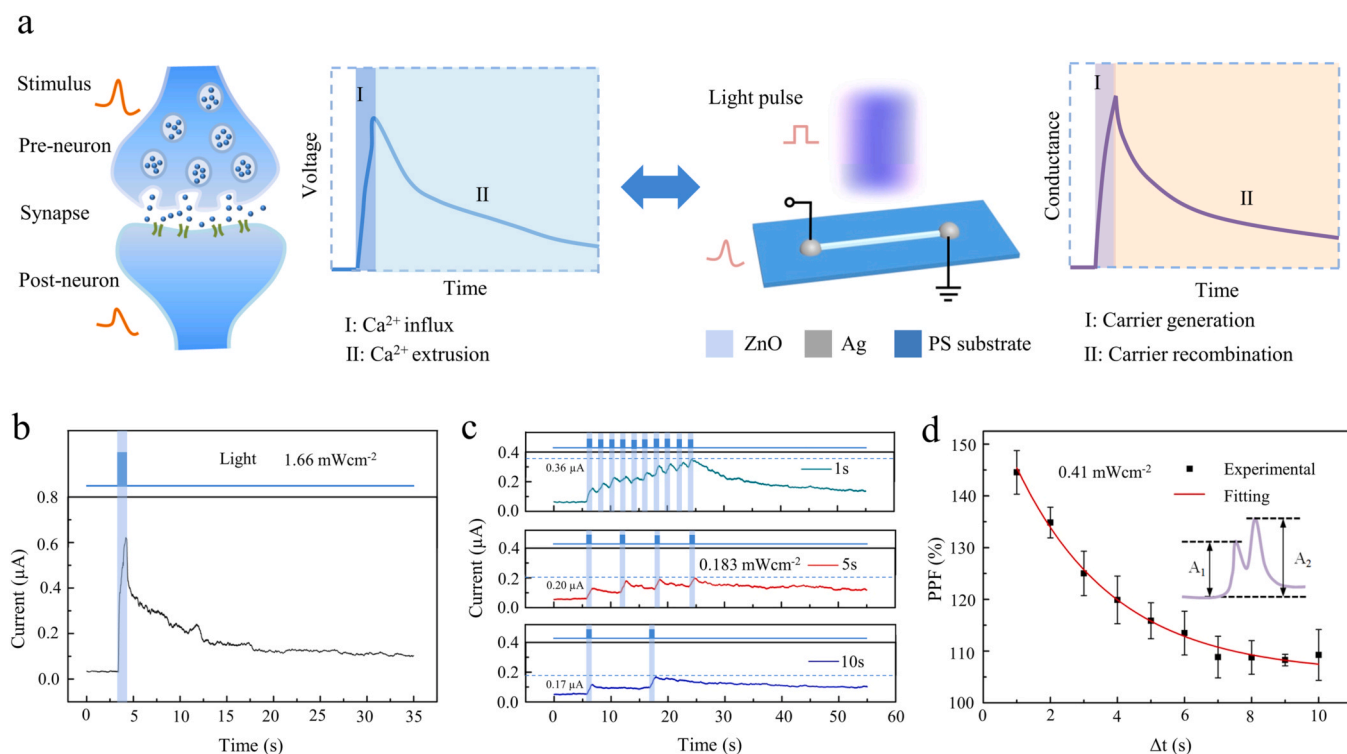 a
Stimulus
Pre-neuron
Synapse
Post-neuron
Voltage
I
II
Time
I: Ca²⁺ influx
II: Ca²⁺ extrusion
Light pulse
ZnO
Ag
PS substrate
Conductance
I
II
Time
I: Carrier generation
II: Carrier recombination
b
Light 1.66 mWcm⁻²
Current (µA)
0.8
0.6
0.4
0.2
0.0
0 5 10 15 20 25 30 35
Time (s)
c
Current (µA)
0.4
0.2
0.0
0.36 µA
1s
0.4
0.2
0.0
0.20 µA
0.183 mWcm⁻²
5s
0.4
0.2
0.0
0.17 µA
10s
0 10 20 30 40 50 60
Time (s)
d
PPF (%)
150
140
130
120
110
100
0.41 mWcm⁻²
Experimental
Fitting
A₁
A₂
0 2 4 6 8 10
Δt (s)